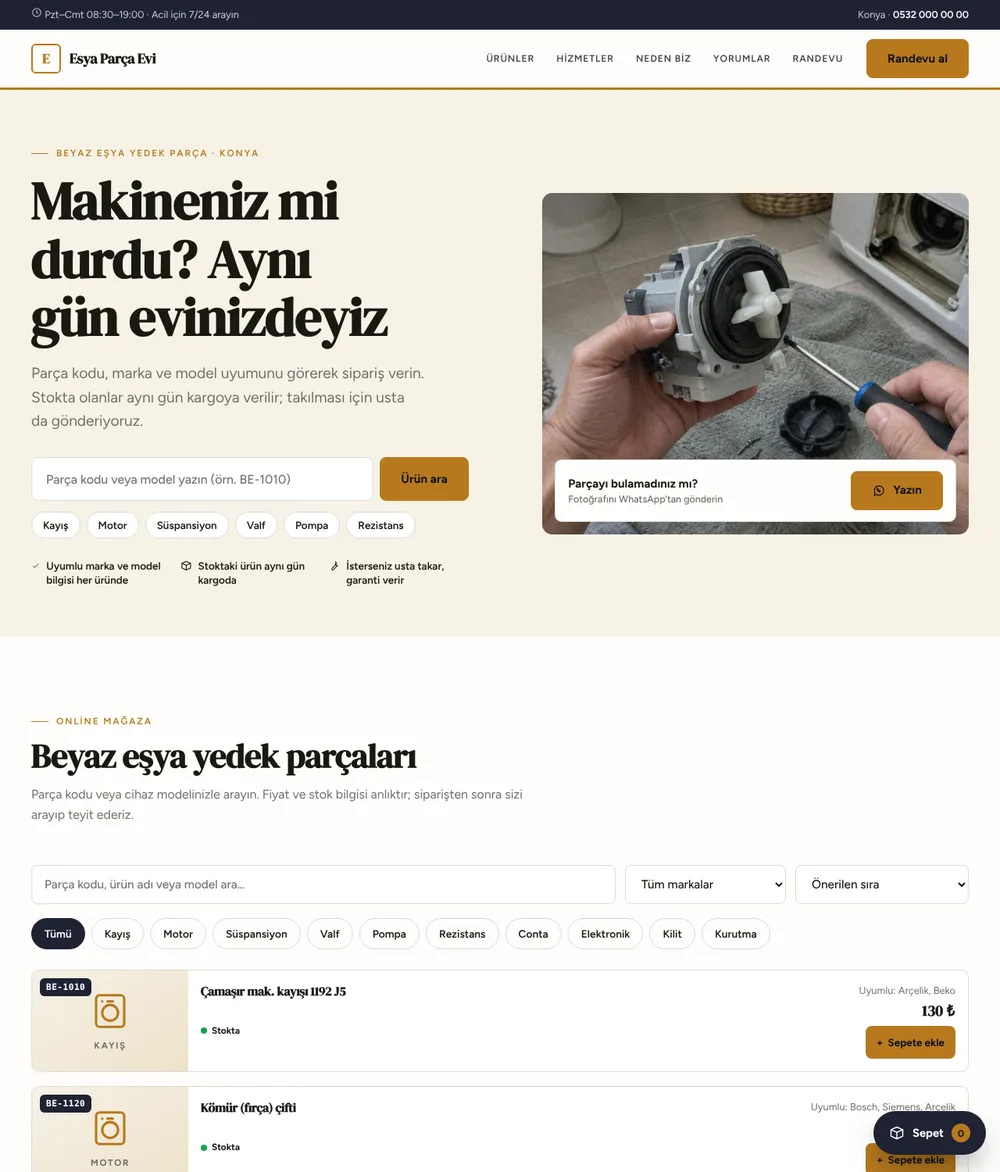 Pzt–Cmt 08:30–19:00 · Acil için 7/24 arayın
Konya · 0532 000 00 00
E
Esya Parça Evi
ÜRÜNLER
HİZMETLER
NEDEN BİZ
YORUMLAR
RANDEVU
Randevu al
BEYAZ EŞYA YEDEK PARÇA · KONYA
Makineniz mi
durdu? Aynı
gün evinizdeyiz
Parça kodu, marka ve model uyumunu görerek sipariş verin.
Stokta olanlar aynı gün kargoya verilir; takılması için usta
da gönderiyoruz.
Parça kodu veya model yazın (örn. BE-1010)
Ürün ara
Kayış
Motor
Süspansiyon
Valf
Pompa
Rezistans
Uyumlu marka ve model
bilgisi her üründe
Stoktaki ürün aynı gün
kargoda
İsterseniz usta takar,
garanti verir
Parçayı bulamadınız mı?
Fotoğrafını WhatsApp'tan gönderin
Yazın
ONLİNE MAĞAZA
Beyaz eşya yedek parçaları
Parça kodu veya cihaz modelinizle arayın. Fiyat ve stok bilgisi anlıktır; siparişten sonra sizi
arayıp teyit ederiz.
Parça kodu, ürün adı veya model ara...
Tüm markalar
Önerilen sıra
Tümü
Kayış
Motor
Süspansiyon
Valf
Pompa
Rezistans
Conta
Elektronik
Kilit
Kurutma
BE-1010
KAYIŞ
Çamaşır mak. kayışı 1192 J5
Stokta
Uyumlu: Arçelik, Beko
130 ₺
+ Sepete ekle
BE-1120
MOTOR
Kömür (fırça) çifti
Stokta
Uyumlu: Bosch, Siemens, Arçelik
+ Sepete ekle
Sepet 0